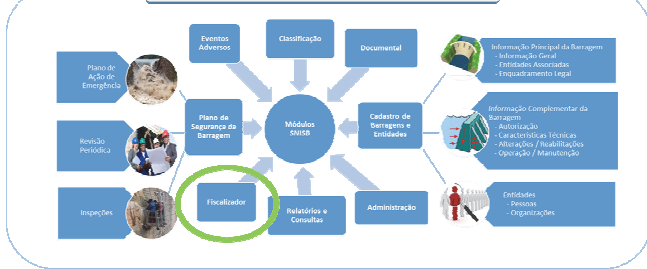 Eventos
Adversos
Classificação
Documental
Plano de
Ação de
Emergência
Informação Principal da Barragem
- Informação Geral
- Entidades Associadas
- Enquadramento Legal
Plano de
Segurança da
Barragem
Módulos
SNISB
Cadastro de
Barragens e
Entidades
Revisão
Periódica
Informação Complementar da
Barragem
- Autorização
- Características Técnicas
- Alterações / Reabilitações
- Operação / Manutenção
Inspeções
Fiscalizador
Relatórios e
Consultas
Administração
Entidades
- Pessoas
- Organizações